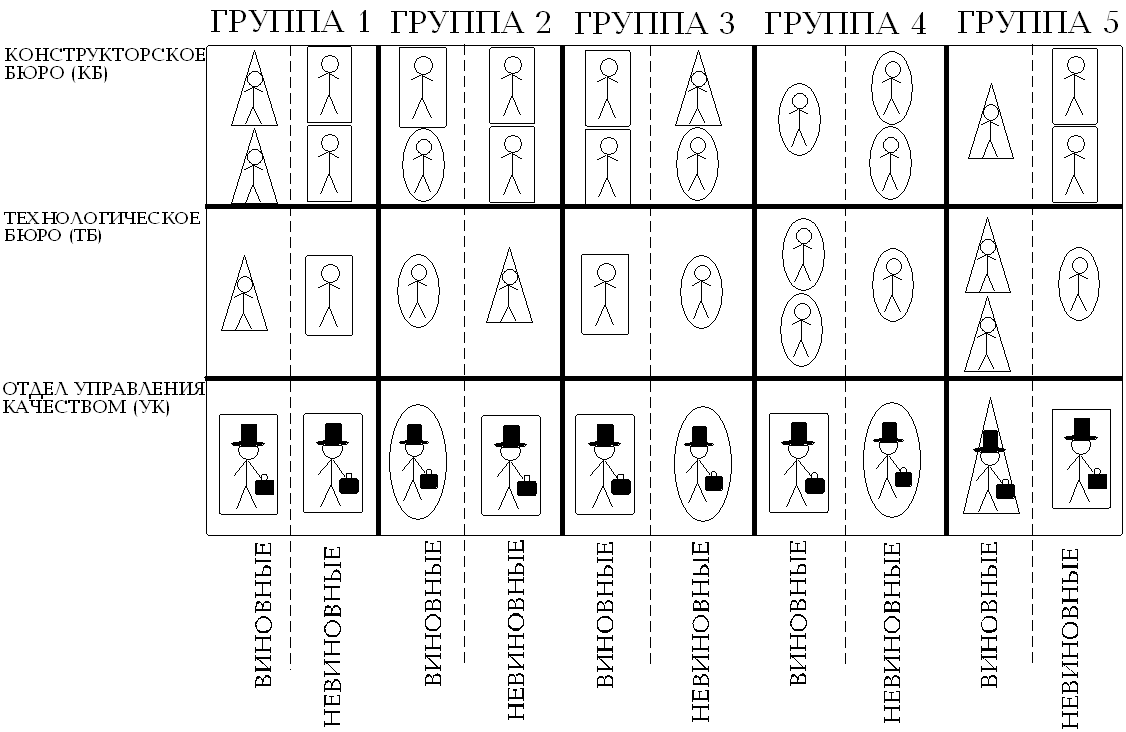 ГРУППА 1
ГРУППА 2
ГРУППА 3
ГРУППА 4
ГРУППА 5
КОНСТРУКТОРСКОЕ
БЮРО (КБ)
ТЕХНОЛОГИЧЕСКОЕ
БЮРО (ТБ)
ОТДЕЛ УПРАВЛЕНИЯ
КАЧЕСТВОМ (УК)
ВИНОВНЫЕ
НЕВИНОВНЫЕ
ВИНОВНЫЕ
НЕВИНОВНЫЕ
ВИНОВНЫЕ
НЕВИНОВНЫЕ
ВИНОВНЫЕ
НЕВИНОВНЫЕ
ВИНОВНЫЕ
НЕВИНОВНЫЕ